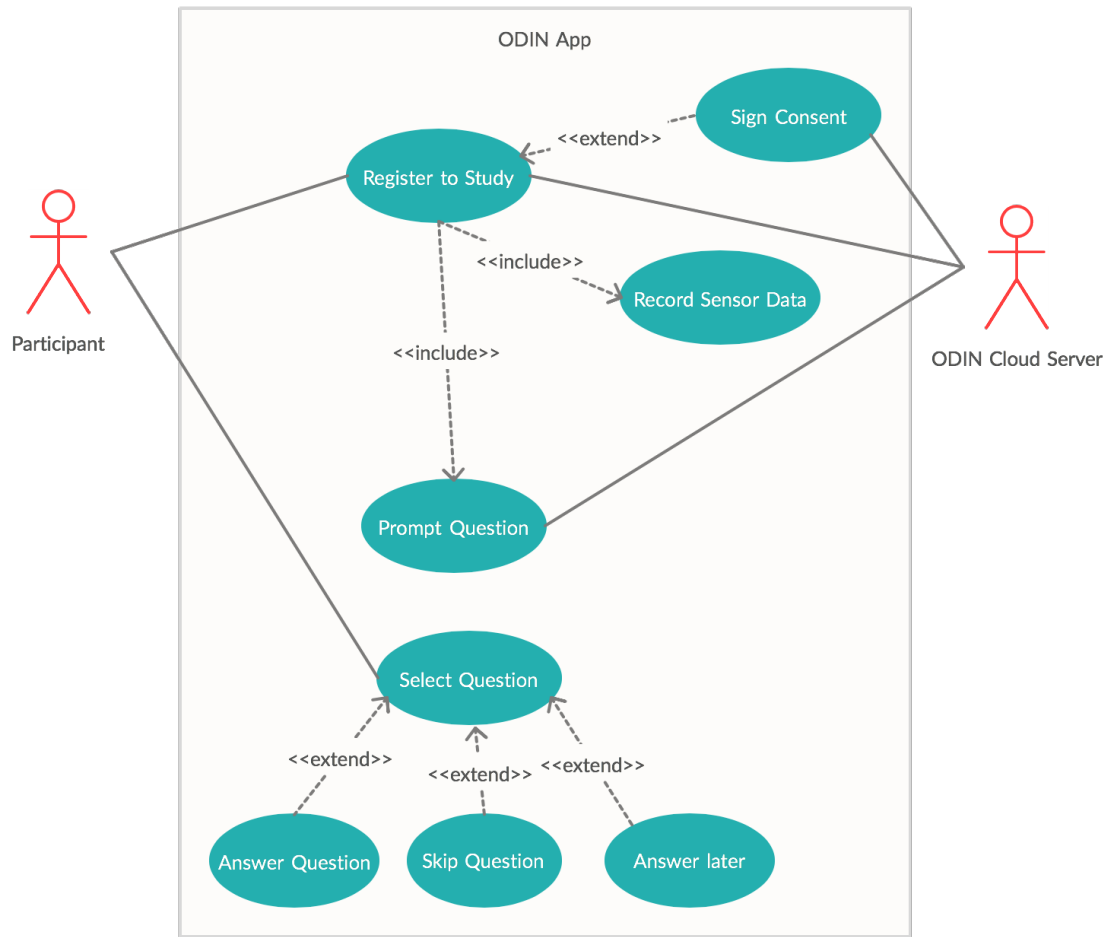 ODIN App
Sign Consent
<<extend>>
Register to Study
<<include>>
Record Sensor Data
Participant
<<include>>
ODIN Cloud Server
Prompt Question
Select Question
<<extend>>
<<extend>>
<<extend>>
Answer Question
Skip Question
Answer later